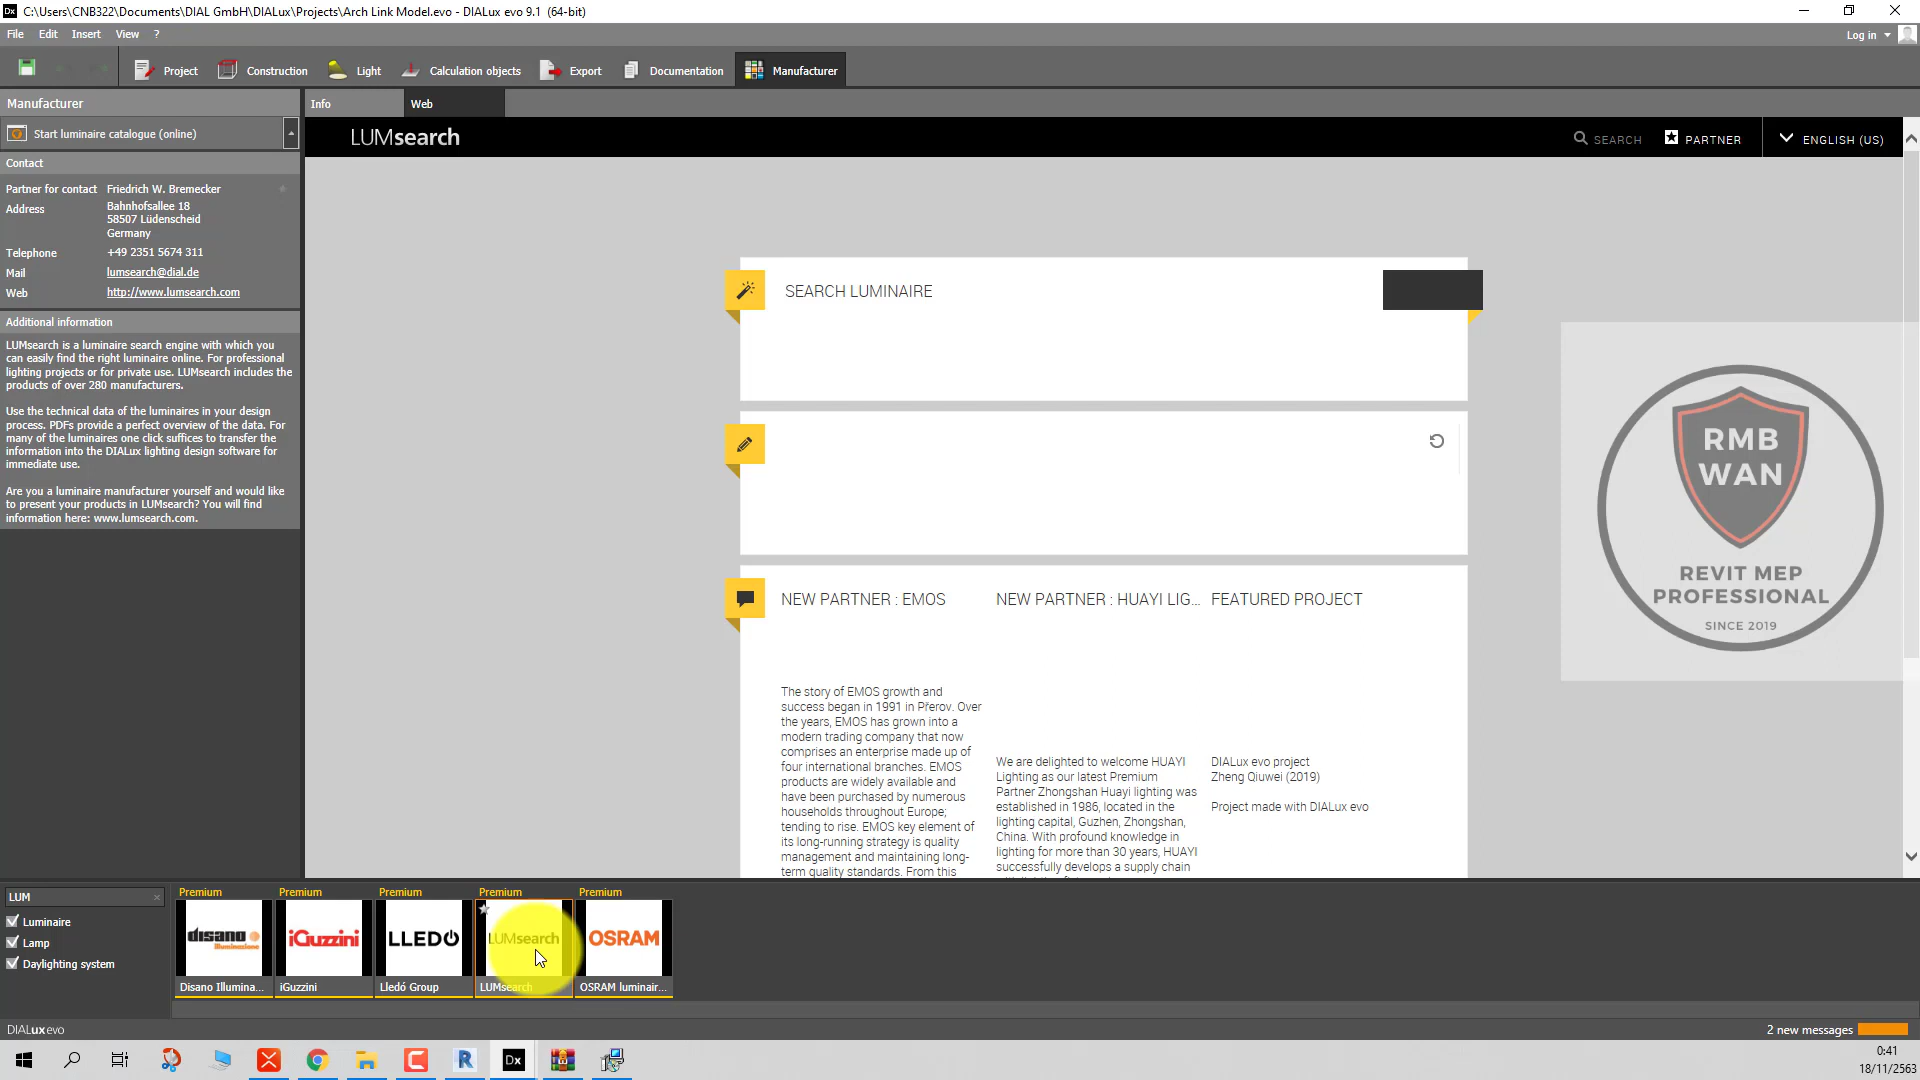 C:\Users\CNB322\Documents\DIAL GmbH\DIALux\Projects\Arch Link Model.evo - DIALux evo 9.1 (64-bit)
File Edit Insert View ?
Log in
Project Construction Light Calculation objects Export Documentation Manufacturer
Manufacturer
Info Web
Start luminaire catalogue (online)
LUMsearch
SEARCH PARTNER ENGLISH (US)
Contact
Partner for contact Friedrich W. Bremecker
Address Bahnhofsallee 18
58507 Lüdenscheid
Germany
Telephone +49 2351 5674 311
Mail lumsearch@dial.de
Web http://www.lumsearch.com
Additional information
LUMsearch is a luminaire search engine with which you
can easily find the right luminaire online. For professional
lighting projects or for private use. LUMsearch includes the
products of over 280 manufacturers.
Use the technical data of the luminaires in your design
process. PDFs provide a perfect overview of the data. For
many of the luminaires one click suffices to transfer the
information into the DIALux lighting design software for
immediate use.
Are you a luminaire manufacturer yourself and would like
to present your products in LUMsearch? You will find
information here: www.lumsearch.com.
SEARCH LUMINAIRE
NEW PARTNER : EMOS
The story of EMOS growth and
success began in 1991 in Přerov. Over
the years, EMOS has grown into a
modern trading company that now
comprises an enterprise made up of
four international branches. EMOS
products are widely available and
have been purchased by numerous
households throughout Europe;
tending to rise. EMOS key element of
its long-running strategy is quality
management and maintaining long-
term quality standards. From this
NEW PARTNER : HUAYI LIG...
We are delighted to welcome HUAYI
Lighting as our latest Premium
Partner Zhongshan Huayi lighting was
established in 1986, located in the
lighting capital, Guzhen, Zhongshan,
China. With profound knowledge in
lighting for more than 30 years, HUAYI
successfully develops a supply chain
FEATURED PROJECT
DIALux evo project
Zheng Qiuwei (2019)
Project made with DIALux evo
RMB
WAN
REVIT MEP
PROFESSIONAL
SINCE 2019
LUM
Luminaire
Lamp
Daylighting system
Premium Premium Premium Premium Premium
disano illuminazione iGuzzini LLEDÓ LUMsearch OSRAM
Disano Illumina... iGuzzini Lledó Group LUMsearch OSRAM luminair...
DIALux evo
2 new messages
R Dx
0:41
18/11/2563